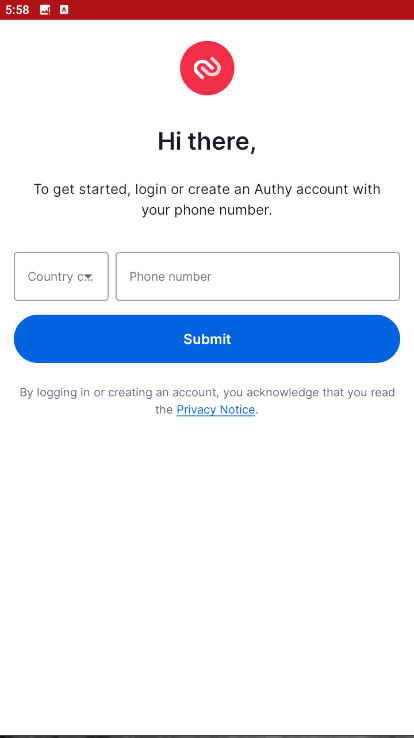 5:58
Hi there,
To get started, login or create an Authy account with
your phone number.
Country c...
Phone number
Submit
By logging in or creating an account, you acknowledge that you read
the Privacy Notice.